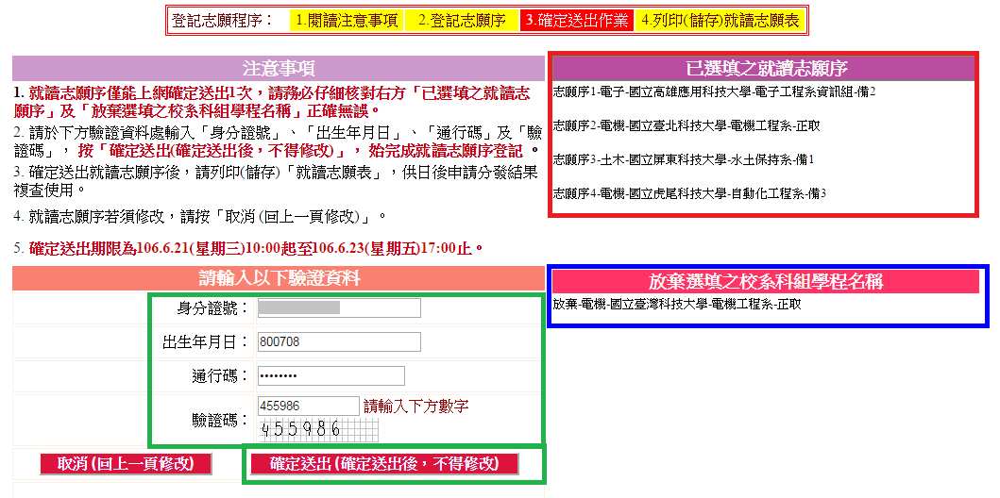 登記志願程序： 1.閱讀注意事項 2.登記志願序 3.確定送出作業 4.列印(儲存)就讀志願表
注意事項
1. 就讀志願序僅能上網確定送出1次，請務必仔細核對右方「已選填之就讀志
願序」及「放棄選填之校系科組學程名稱」正確無誤。
2. 請於下方驗證資料處輸入「身分證號」、「出生年月日」、「通行碼」及「驗
證碼」， 按「確定送出(確定送出後，不得修改)」， 始完成就讀志願序登記 。
3. 確定送出就讀志願序後，請列印(儲存)「就讀志願表」，供日後申請分發結果
複查使用。
4. 就讀志願序若須修改，請按「取消 (回上一頁修改)」。
5. 確定送出期限為106.6.21(星期三)10:00起至106.6.23(星期五)17:00止。
已選填之就讀志願序
志願序1-電子-國立高雄應用科技大學-電子工程系資訊組-備2
志願序2-電機-國立臺北科技大學-電機工程系-正取
志願序3-土木-國立屏東科技大學-水土保持系-備1
志願序4-電機-國立虎尾科技大學-自動化工程系-備3
請輸入以下驗證資料
身分證號：
出生年月日： 800708
通行碼： ••••••••
驗證碼： 455986 請輸入下方數字
455986
取消 (回上一頁修改) 確定送出 (確定送出後，不得修改)
放棄選填之校系科組學程名稱
放棄-電機-國立臺灣科技大學-電機工程系-正取